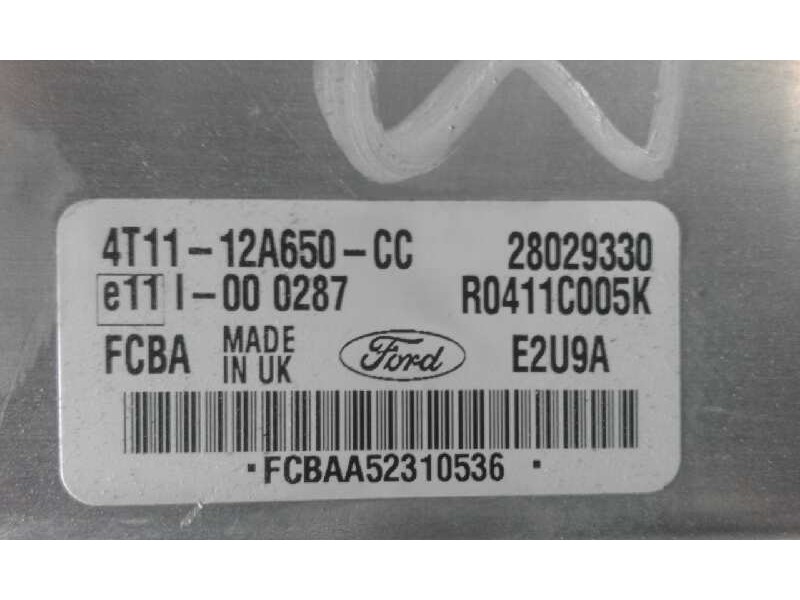 4T11-12A650-CC 28029330
e11 I-00 0287 R0411C005K
FCBA MADE IN UK Ford E2U9A
·FCBAA52310536 ·